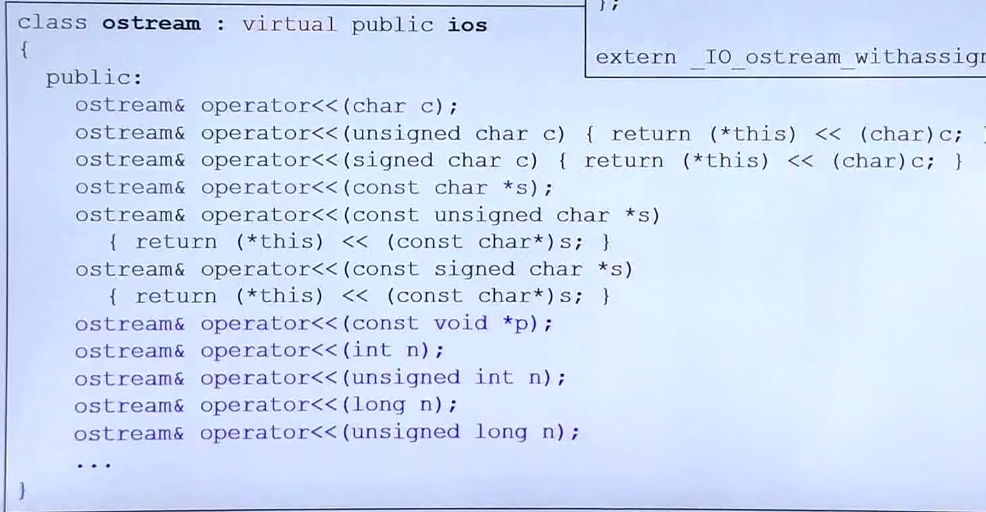 class ostream : virtual public ios
{
public:
ostream& operator<<(char c);
ostream& operator<<(unsigned char c) { return (*this) << (char)c; }
ostream& operator<<(signed char c) { return (*this) << (char)c; }
ostream& operator<<(const char *s);
ostream& operator<<(const unsigned char *s)
{ return (*this) << (const char*)s; }
ostream& operator<<(const signed char *s)
{ return (*this) << (const char*)s; }
ostream& operator<<(const void *p);
ostream& operator<<(int n);
ostream& operator<<(unsigned int n);
ostream& operator<<(long n);
ostream& operator<<(unsigned long n);
...
}
};
extern _IO_ostream_withassign